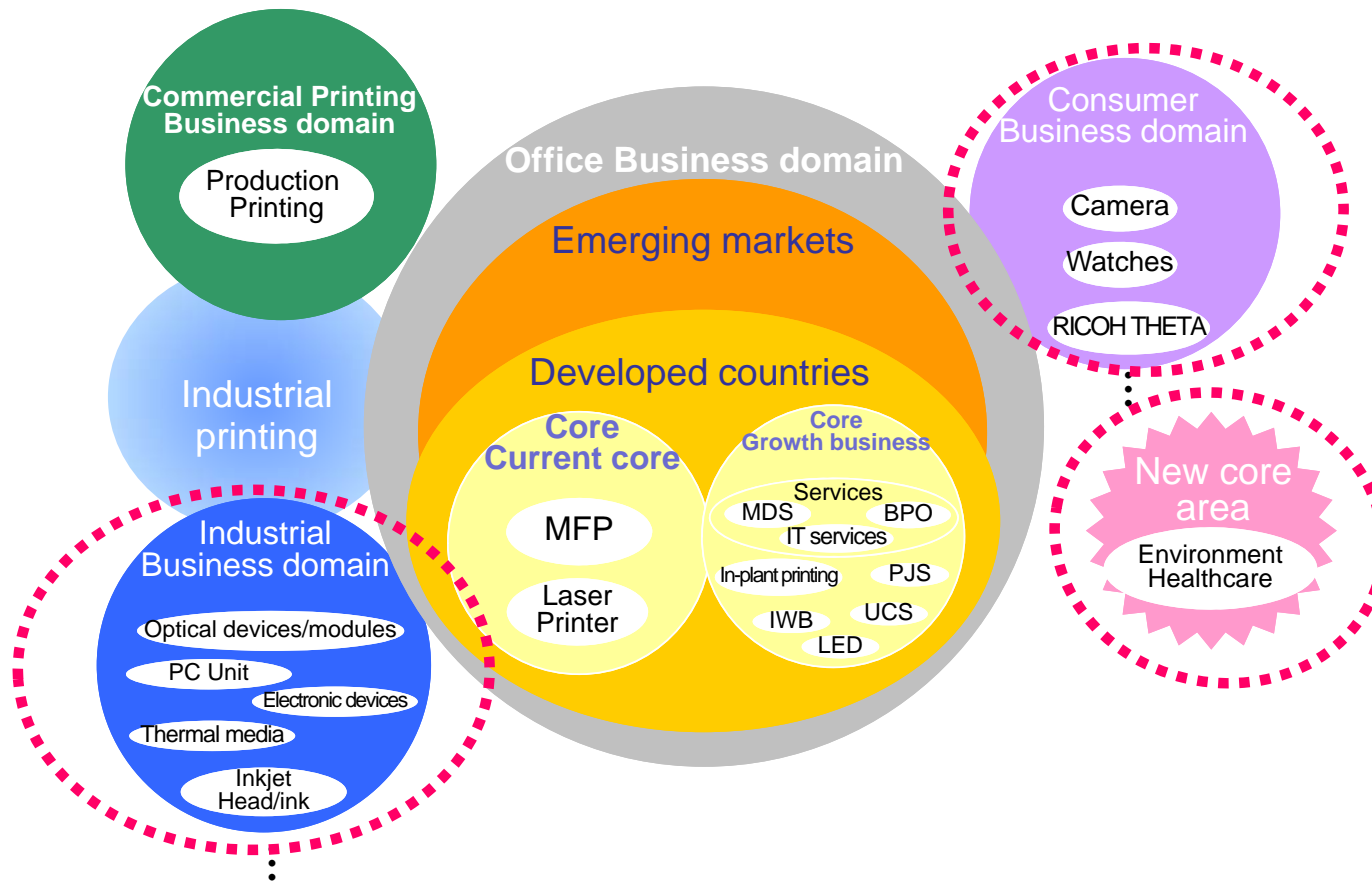 Commercial Printing
Business domain
Production
Printing
Industrial
printing
Industrial
Business domain
Optical devices/modules
PC Unit
Electronic devices
Thermal media
Inkjet
Head/ink
Office Business domain
Emerging markets
Developed countries
Core
Current core
MFP
Laser
Printer
Core
Growth business
Services
MDS
BPO
IT services
In-plant printing
PJS
IWB
UCS
LED
Consumer
Business domain
Camera
Watches
RICOH THETA
New core
area
Environment
Healthcare